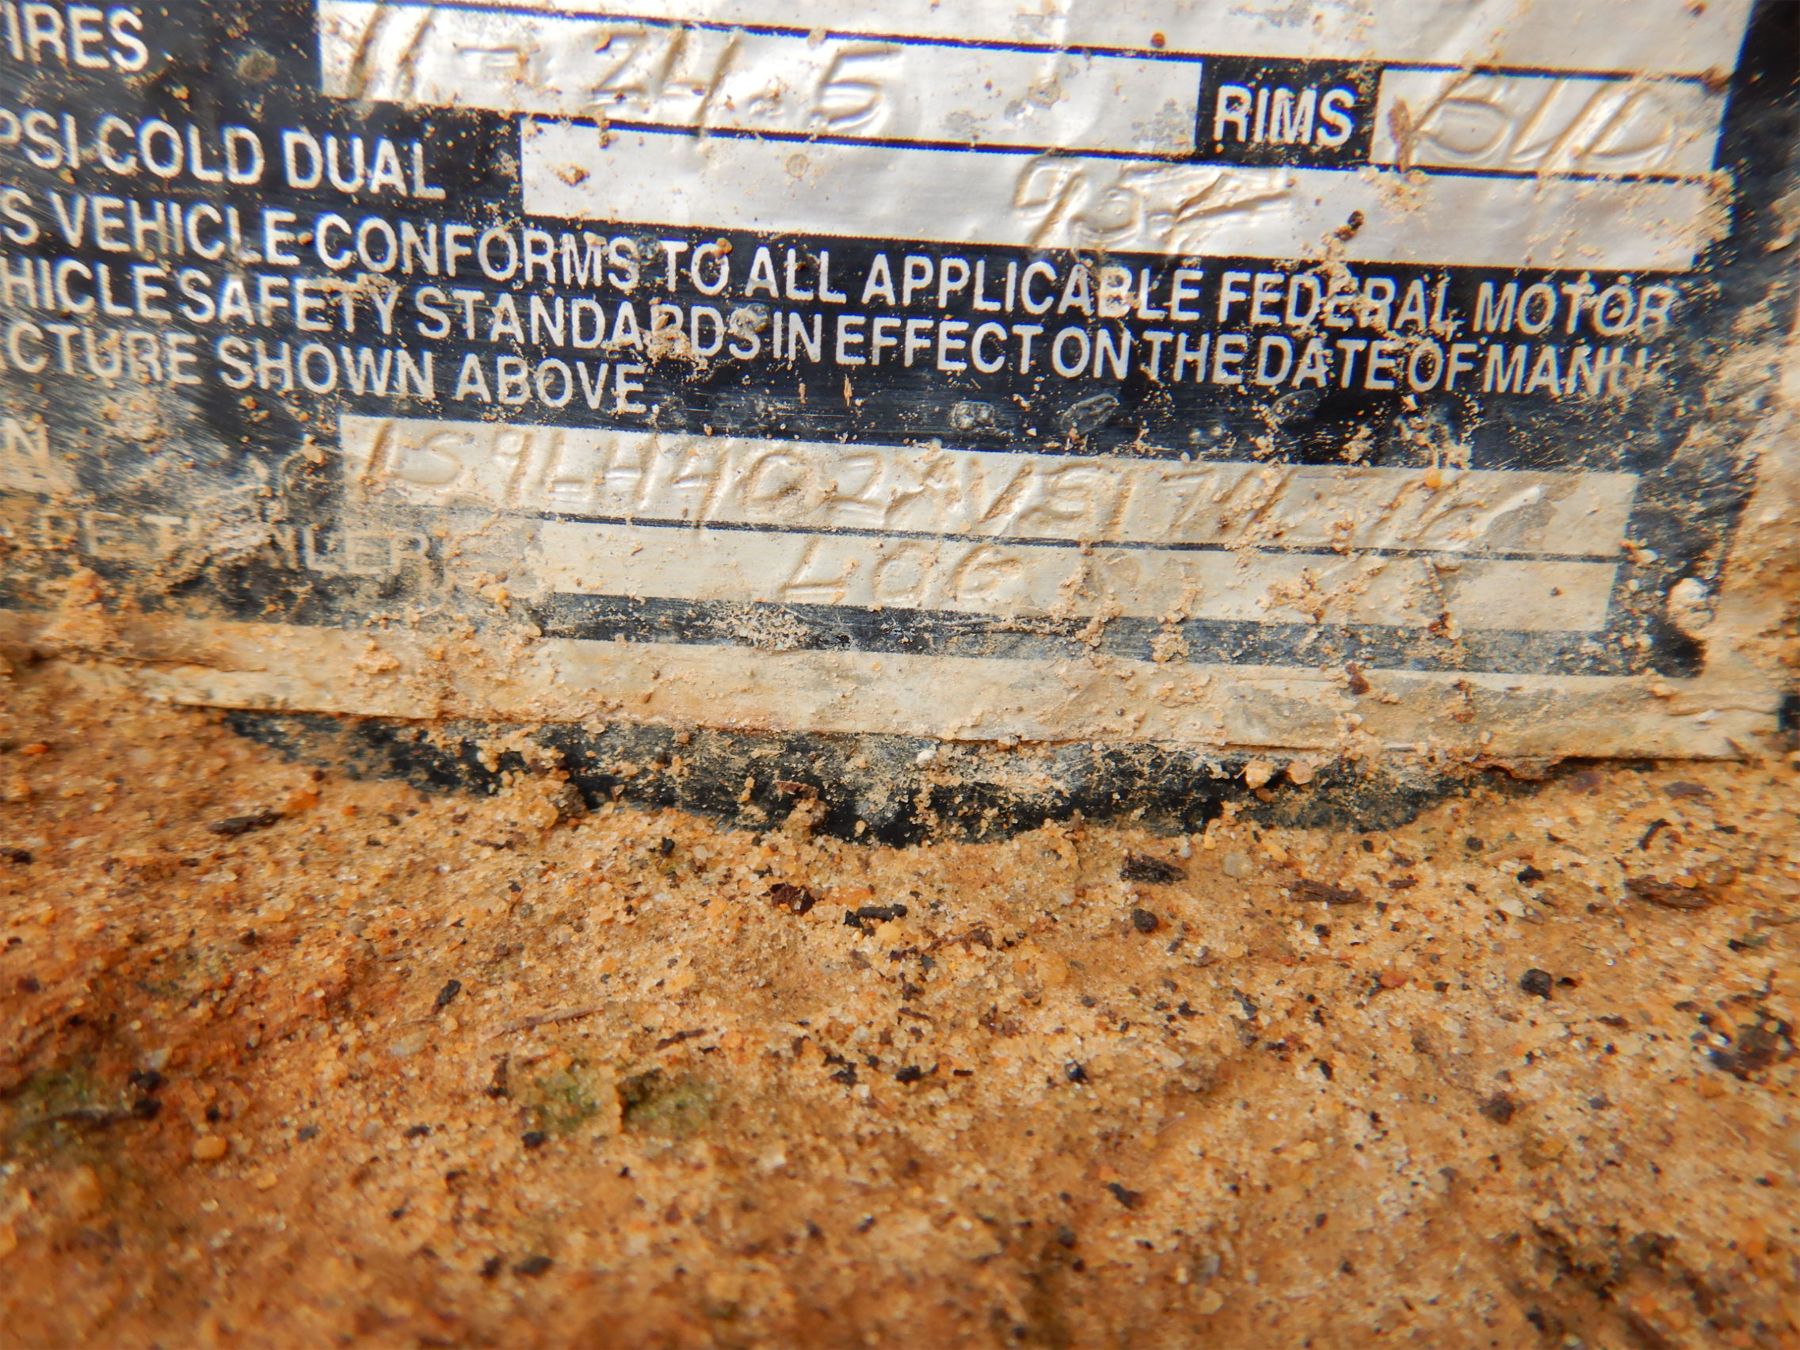 IRES 11-24.5 RIMS
PSI COLD DUAL 95
S VEHICLE CONFORMS TO ALL APPLICABLE FEDERAL MOTOR
HICLE SAFETY STANDARDS IN EFFECT ON THE DATE OF MANU
CTURE SHOWN ABOVE.
N
LOG